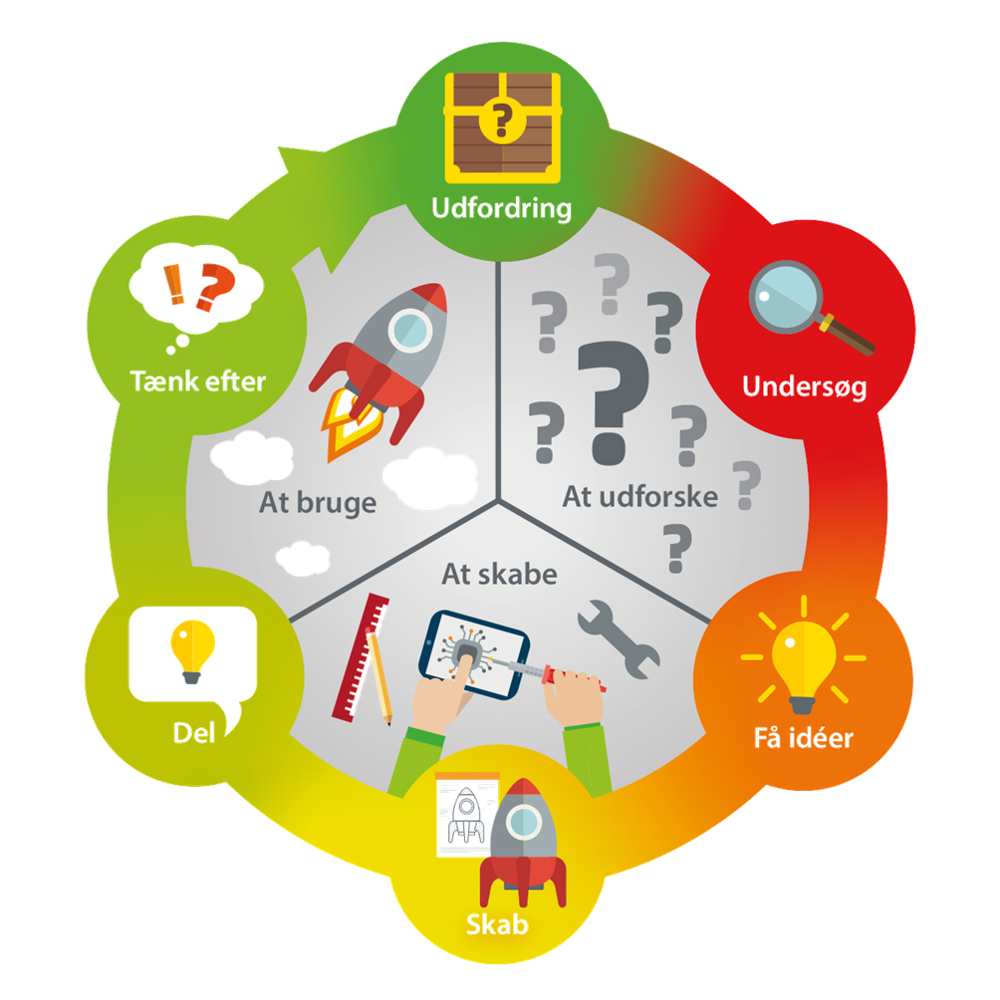 Udfordring
Undersøg
Få idéer
Skab
Del
Tænk efter
At bruge
At udforske
At skabe